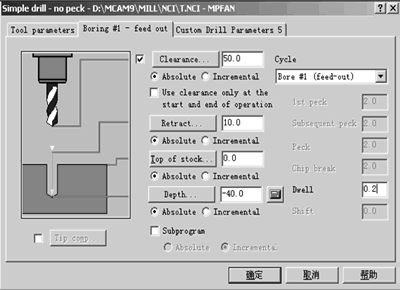 Simple drill - no peck - D:\MCAM9\MILL\NCI\T.NCI - MPFAN
Tool parameters Boring #1 - feed out Custom Drill Parameters 5
Clearance... 50.0
Absolute Incremental
Use clearance only at the
start and end of operation
Retract... 10.0
Absolute Incremental
Top of stock... 0.0
Absolute Incremental
Depth... -40.0
Absolute Incremental
Subprogram
Absolute Incremental
Tip comp...
Cycle
Bore #1 (feed-out)
1st peck 2.0
Subsequent peck 2.0
Peck 2.0
Chip break 2.0
Dwell 0.2
Shift 0.0
确定 取消 帮助